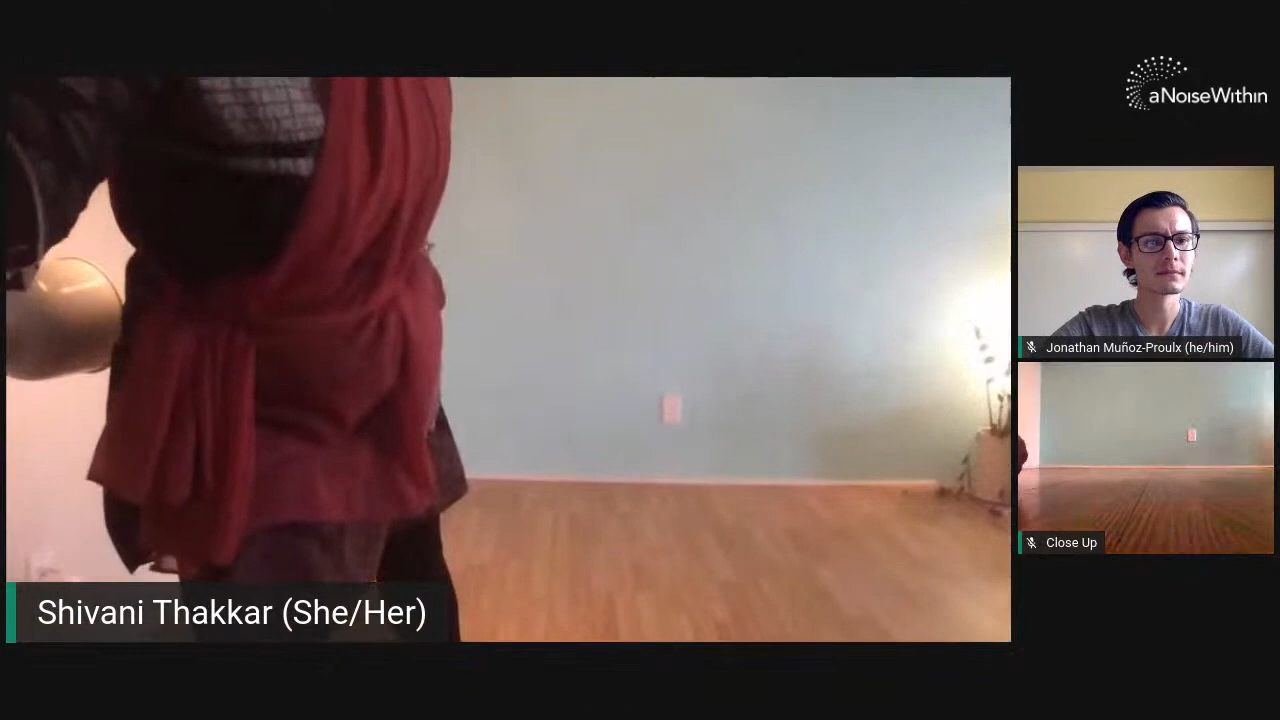 aNoiseWithin
Jonathan Muñoz-Proulx (he/him)
Close Up
Shivani Thakkar (She/Her)